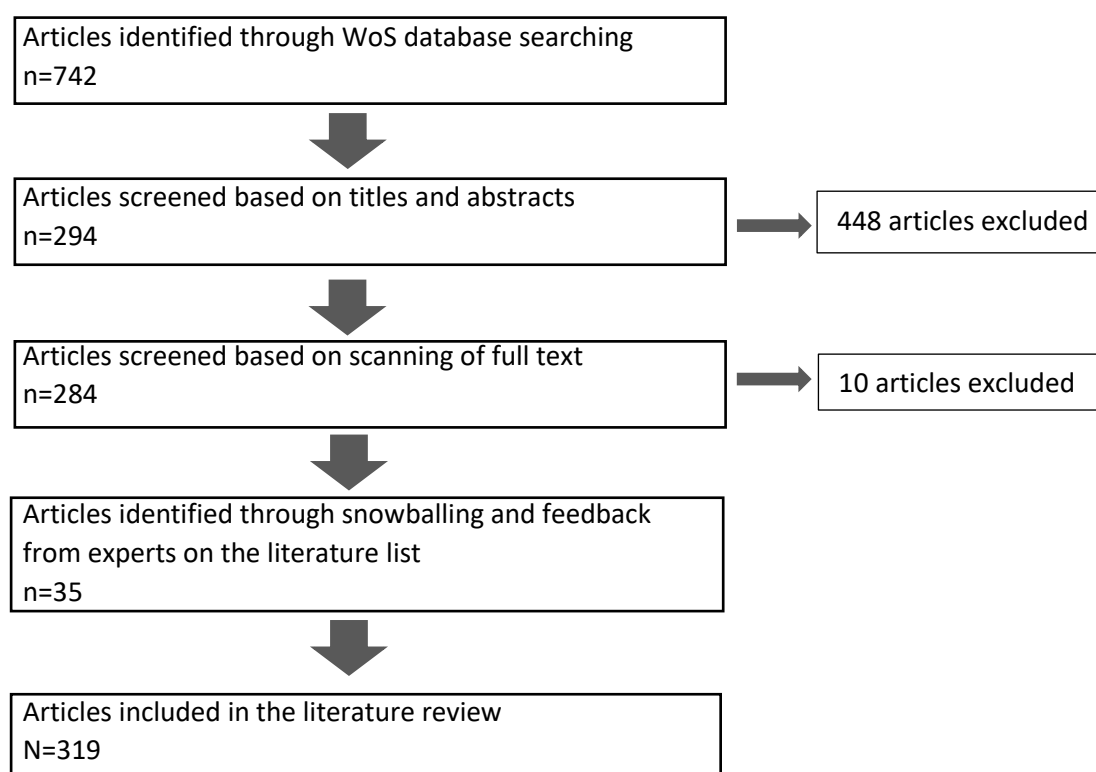 Articles identified through WoS database searching
n=742
Articles screened based on titles and abstracts
n=294
448 articles excluded
Articles screened based on scanning of full text
n=284
10 articles excluded
Articles identified through snowballing and feedback
from experts on the literature list
n=35
Articles included in the literature review
N=319